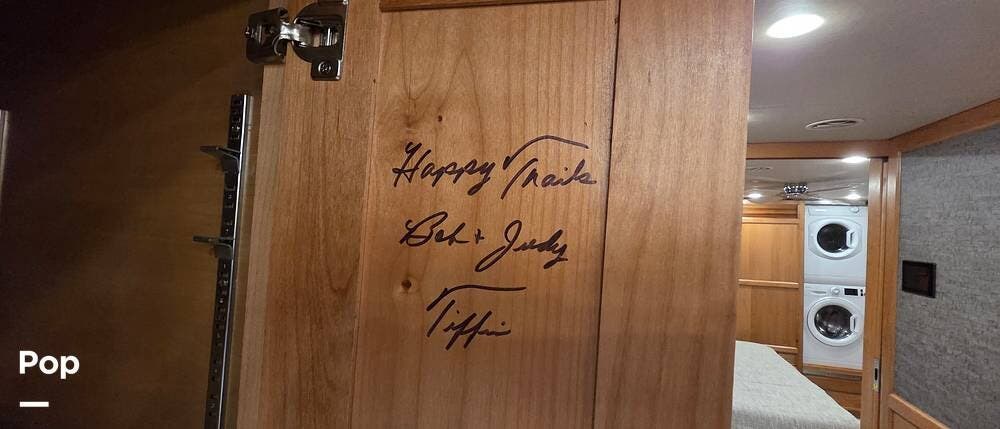 Happy Trails
Bob + Judy
Tiffin
Pop